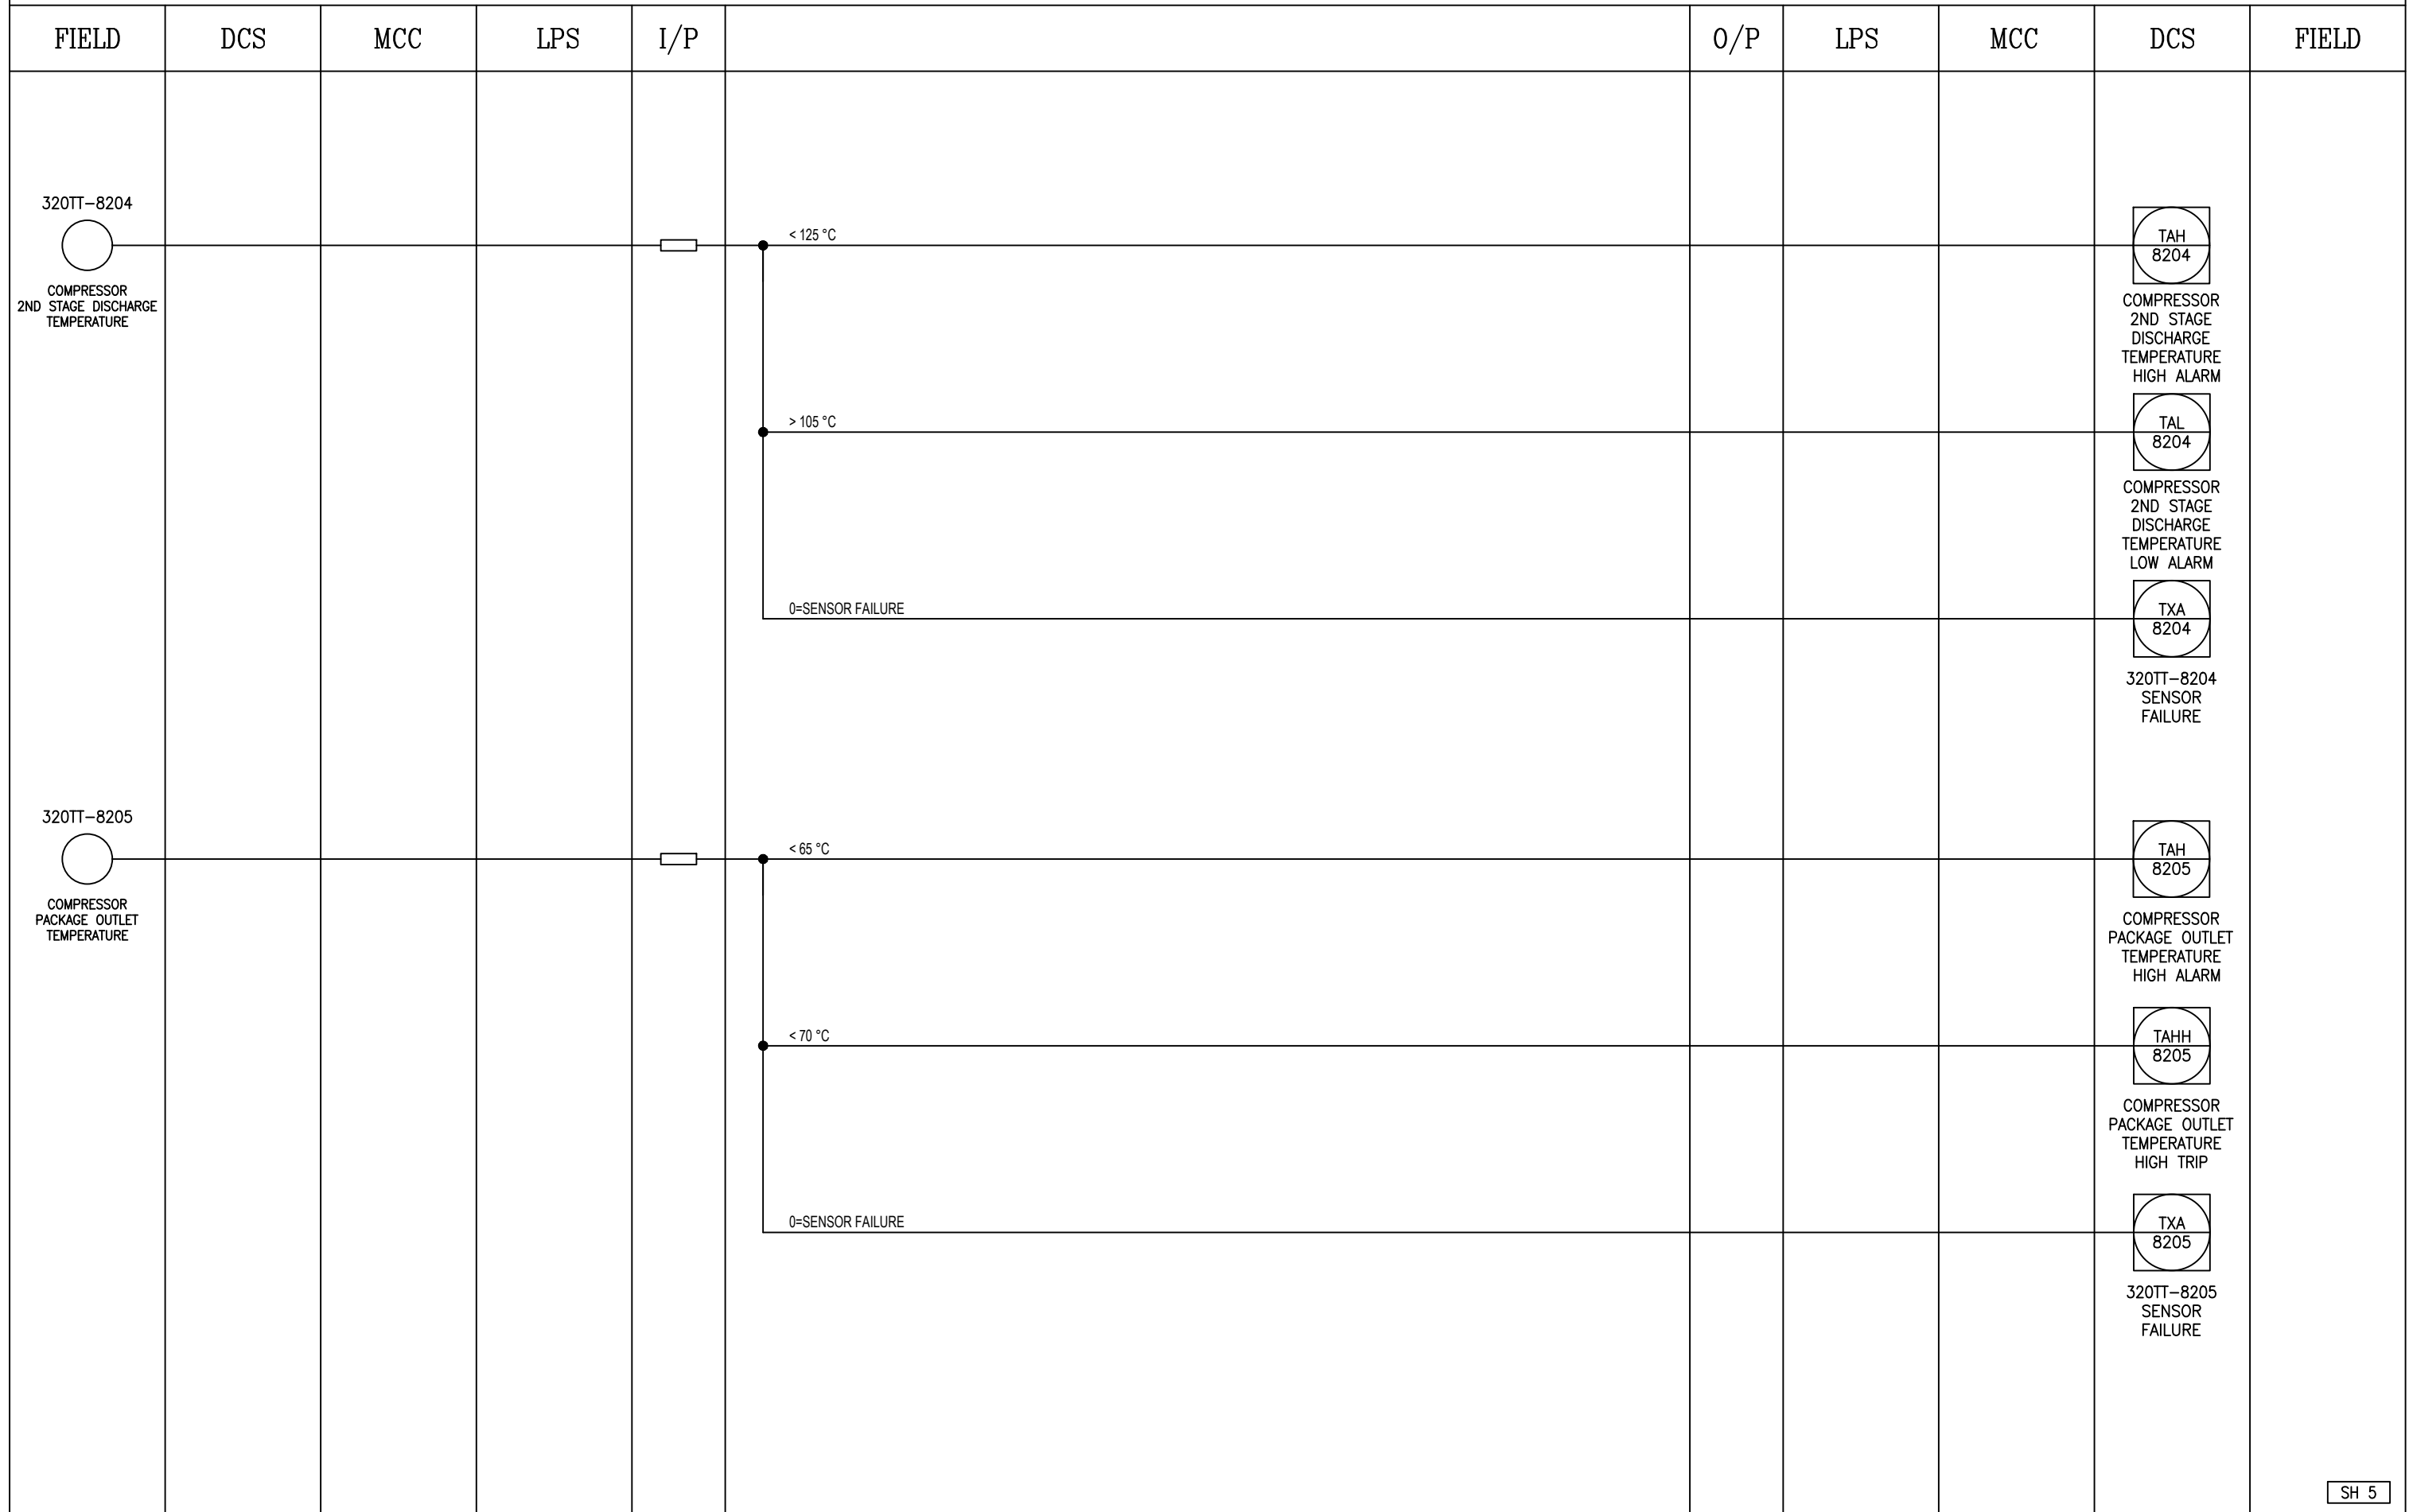 FIELD DCS MCC LPS I/P O/P LPS MCC DCS FIELD
320TT-8204
COMPRESSOR
2ND STAGE DISCHARGE
TEMPERATURE
< 125 °C
TAH
8204
COMPRESSOR
2ND STAGE
DISCHARGE
TEMPERATURE
HIGH ALARM
> 105 °C
TAL
8204
COMPRESSOR
2ND STAGE
DISCHARGE
TEMPERATURE
LOW ALARM
0=SENSOR FAILURE
TXA
8204
320TT-8204
SENSOR
FAILURE
320TT-8205
COMPRESSOR
PACKAGE OUTLET
TEMPERATURE
< 65 °C
TAH
8205
COMPRESSOR
PACKAGE OUTLET
TEMPERATURE
HIGH ALARM
< 70 °C
TAHH
8205
COMPRESSOR
PACKAGE OUTLET
TEMPERATURE
HIGH TRIP
0=SENSOR FAILURE
TXA
8205
320TT-8205
SENSOR
FAILURE
SH 5